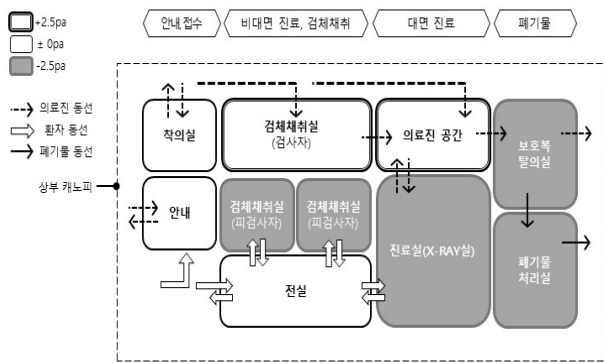 +2.5pa
± 0pa
-2.5pa
안내,접수
비대면 진료, 검체채취
대면 진료
폐기물
의료진 동선
환자 동선
폐기물 동선
상부 캐노피
착의실
검체채취실
(검사자)
의료진 공간
보호복
탈의실
안내
검체채취실
(피검사자)
검체채취실
(피검사자)
진료실(X-RAY실)
전실
폐기물
처리실